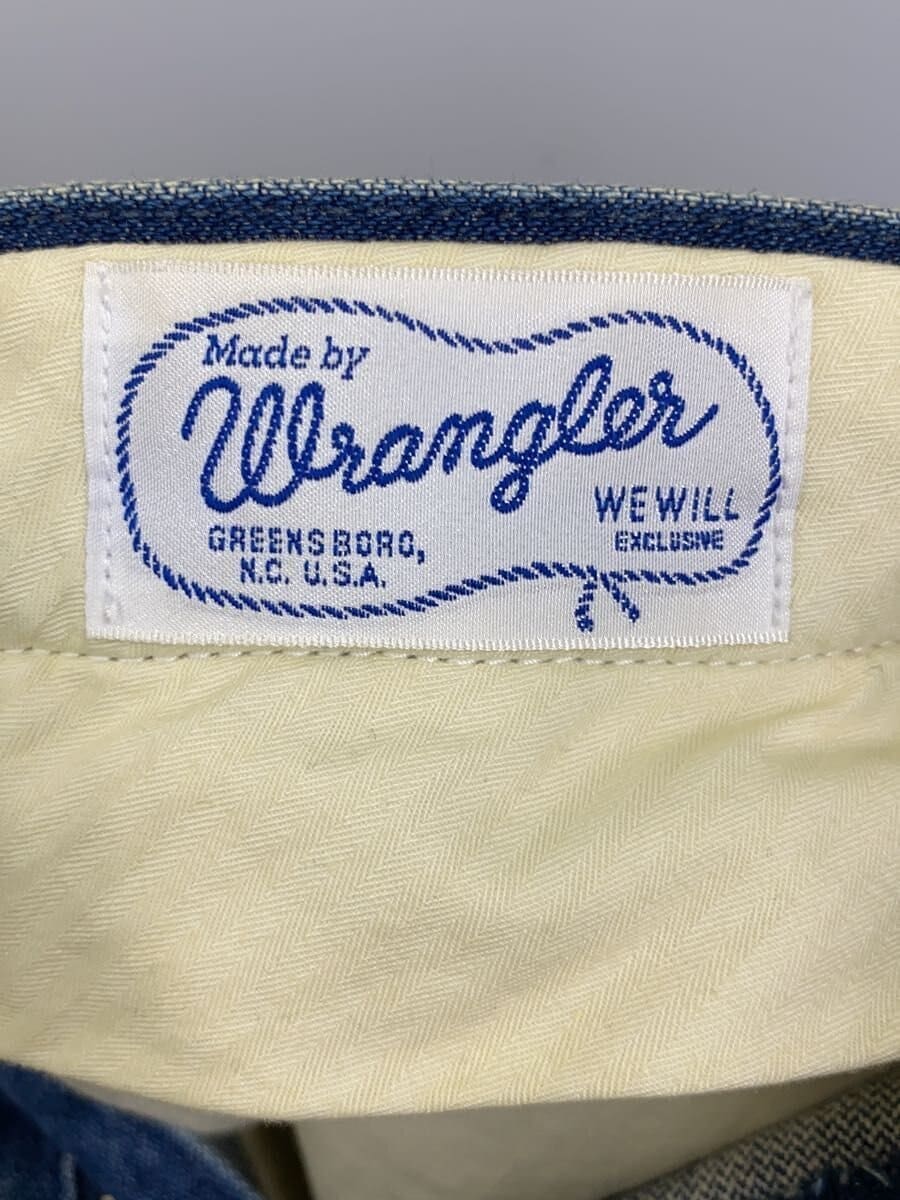 Made by
Wrangler
WEWILL
EXCLUSIVE
GREENSBORO,
N.C. U.S.A.